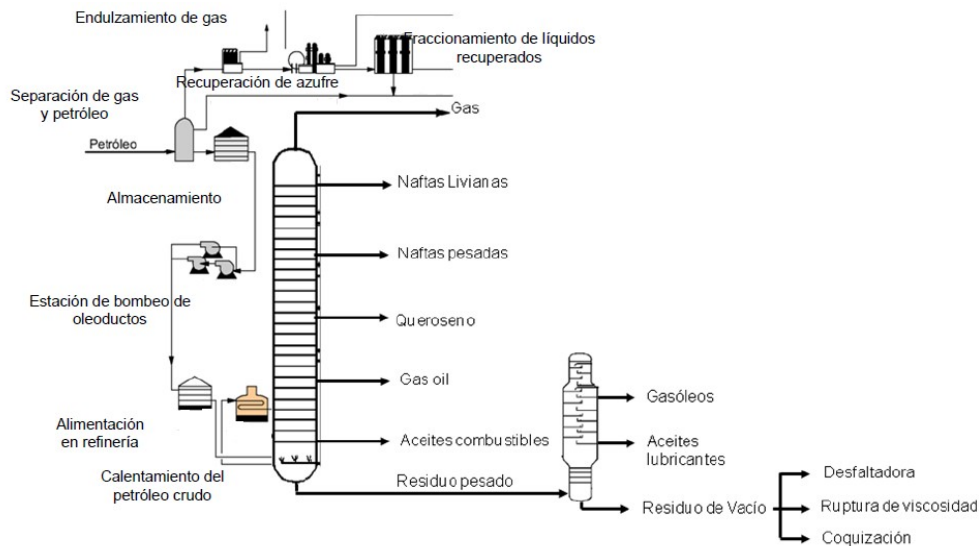 Endulzamiento de gas
Fraccionamiento de líquidos
recuperados
Recuperación de azufre
Separación de gas
y petróleo
Gas
Petróleo
Naftas Livianas
Almacenamiento
Naftas pesadas
Estación de bombeo de
oleoductos
Queroseno
Gas oil
Gasóleos
Alimentación
en refinería
Aceites combustibles
Aceites
lubricantes
Calentamiento del
petróleo crudo
Residuo pesado
Desfaltadora
Residuo de Vacío
Ruptura de viscosidad
Coquización